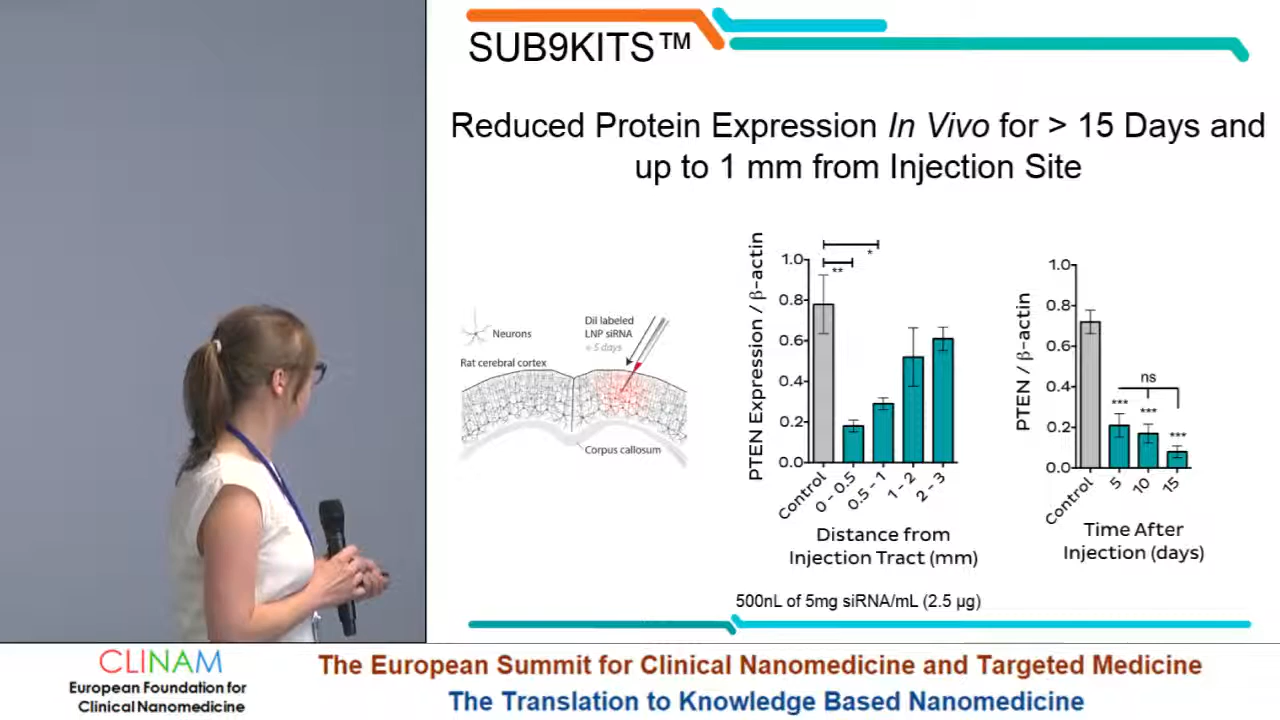 SUB9KITS™
Reduced Protein Expression In Vivo for > 15 Days and
up to 1 mm from Injection Site
Neurons
Rat cerebral cortex
DiI labeled
LNP siRNA
+ 5 days
Corpus callosum
PTEN Expression / β-actin
1.0
0.8
0.6
0.4
0.2
0.0
**
*
Control
0 - 0.5
0.5 - 1
1 - 2
2 - 3
Distance from
Injection Tract (mm)
PTEN / β-actin
1.0
0.8
0.6
0.4
0.2
0.0
ns
***
***
***
Control
5
10
15
Time After
Injection (days)
500nL of 5mg siRNA/mL (2.5 µg)
CLINAM
European Foundation for
Clinical Nanomedicine
The European Summit for Clinical Nanomedicine and Targeted Medicine
The Translation to Knowledge Based Nanomedicine